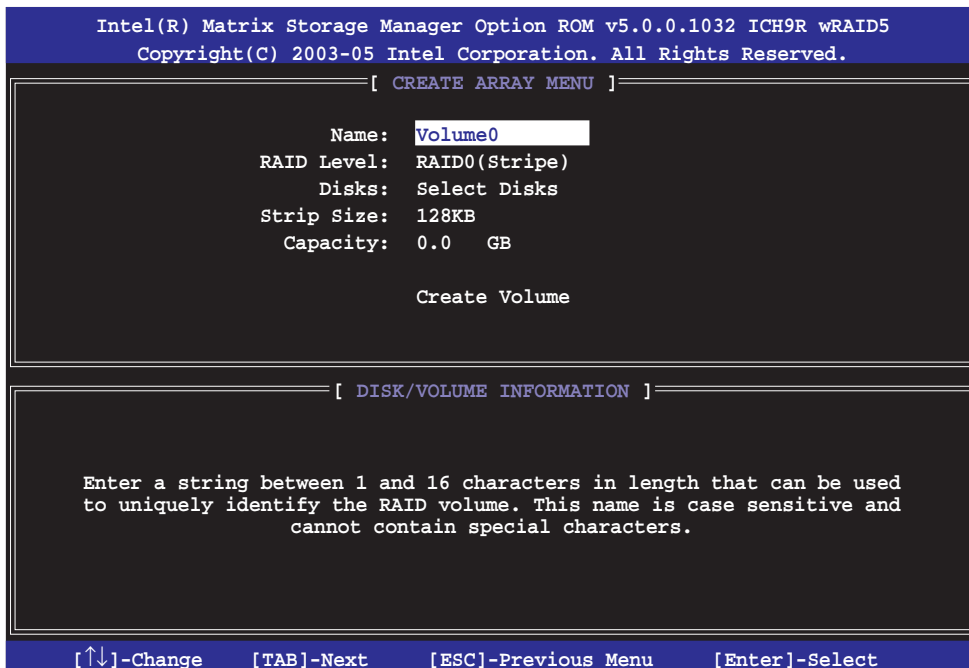 Intel(R) Matrix Storage Manager Option ROM v5.0.0.1032 ICH9R wRAID5
Copyright(C) 2003-05 Intel Corporation. All Rights Reserved.
[ CREATE ARRAY MENU ]
Name: Volume0
RAID Level: RAID0(Stripe)
Disks: Select Disks
Strip Size: 128KB
Capacity: 0.0 GB
Create Volume
[ DISK/VOLUME INFORMATION ]
Enter a string between 1 and 16 characters in length that can be used
to uniquely identify the RAID volume. This name is case sensitive and
cannot contain special characters.
[↑↓]-Change [TAB]-Next [ESC]-Previous Menu [Enter]-Select